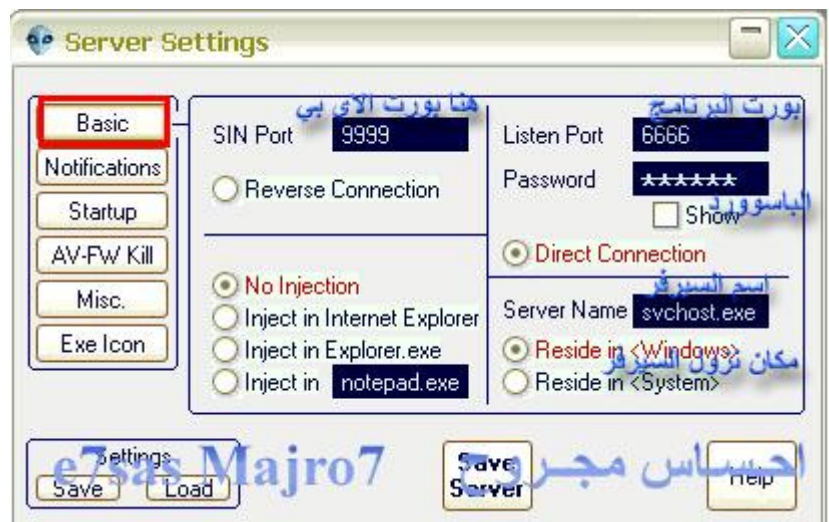 Server Settings
Basic
Notifications
Startup
AV-FW Kill
Misc.
Exe Icon
هنا بورت الاي بي
SIN Port 9999
Reverse Connection
بورت البرنامج
Listen Port 6666
Password ******
الباسوورد
Show
Direct Connection
No Injection
Inject in Internet Explorer
Inject in Explorer.exe
Inject in notepad.exe
اسم السيرفر
Server Name svchost.exe
Reside in <Windows>
مكان نزول السيرفر
Reside in <System>
Settings
Save Load
Save
Server
Help
e7sas Majro7
احساس مجروح